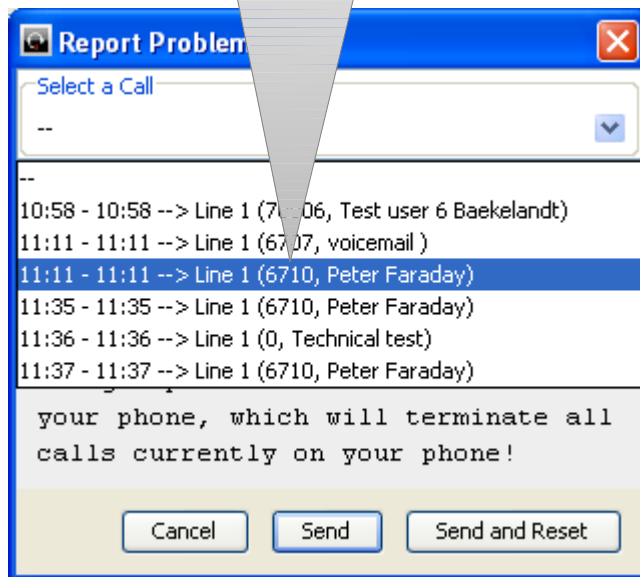 Report Problem
Select a Call
--
--
10:58 - 10:58 --> Line 1 ( Test user 6 Baekelandt)
11:11 - 11:11 --> Line 1 (6707, voicemail )
11:11 - 11:11 --> Line 1 (6710, Peter Faraday)
11:35 - 11:35 --> Line 1 (6710, Peter Faraday)
11:36 - 11:36 --> Line 1 (0, Technical test)
11:37 - 11:37 --> Line 1 (6710, Peter Faraday)
your phone, which will terminate all
calls currently on your phone!
Cancel
Send
Send and Reset